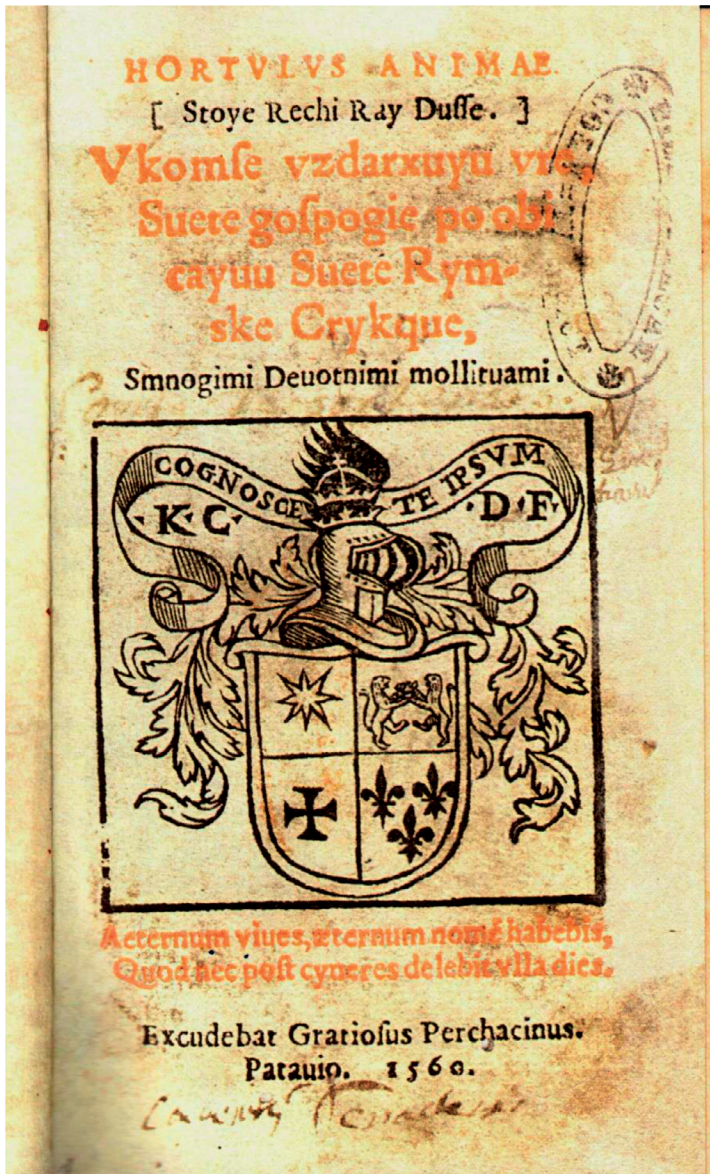 HORTVLVS ANIMAE.
[ Stoye Rechi Ray Duſſe. ]
Vkomſe vzdarxuyu vre,
Suete goſpogie po obi
cayuu Suete Rym-
ske Crykque,
Smnogimi Deuotnimi mollituami.
COGNOSCE TE IPSVM
·K·C· ·D·F·
Aeternum viues, æternum nomẽ habebis,
Quod nec poſt cyneres delebit vlla dies.
Excudebat Gratioſus Perchacinus.
Patauio. 1560.